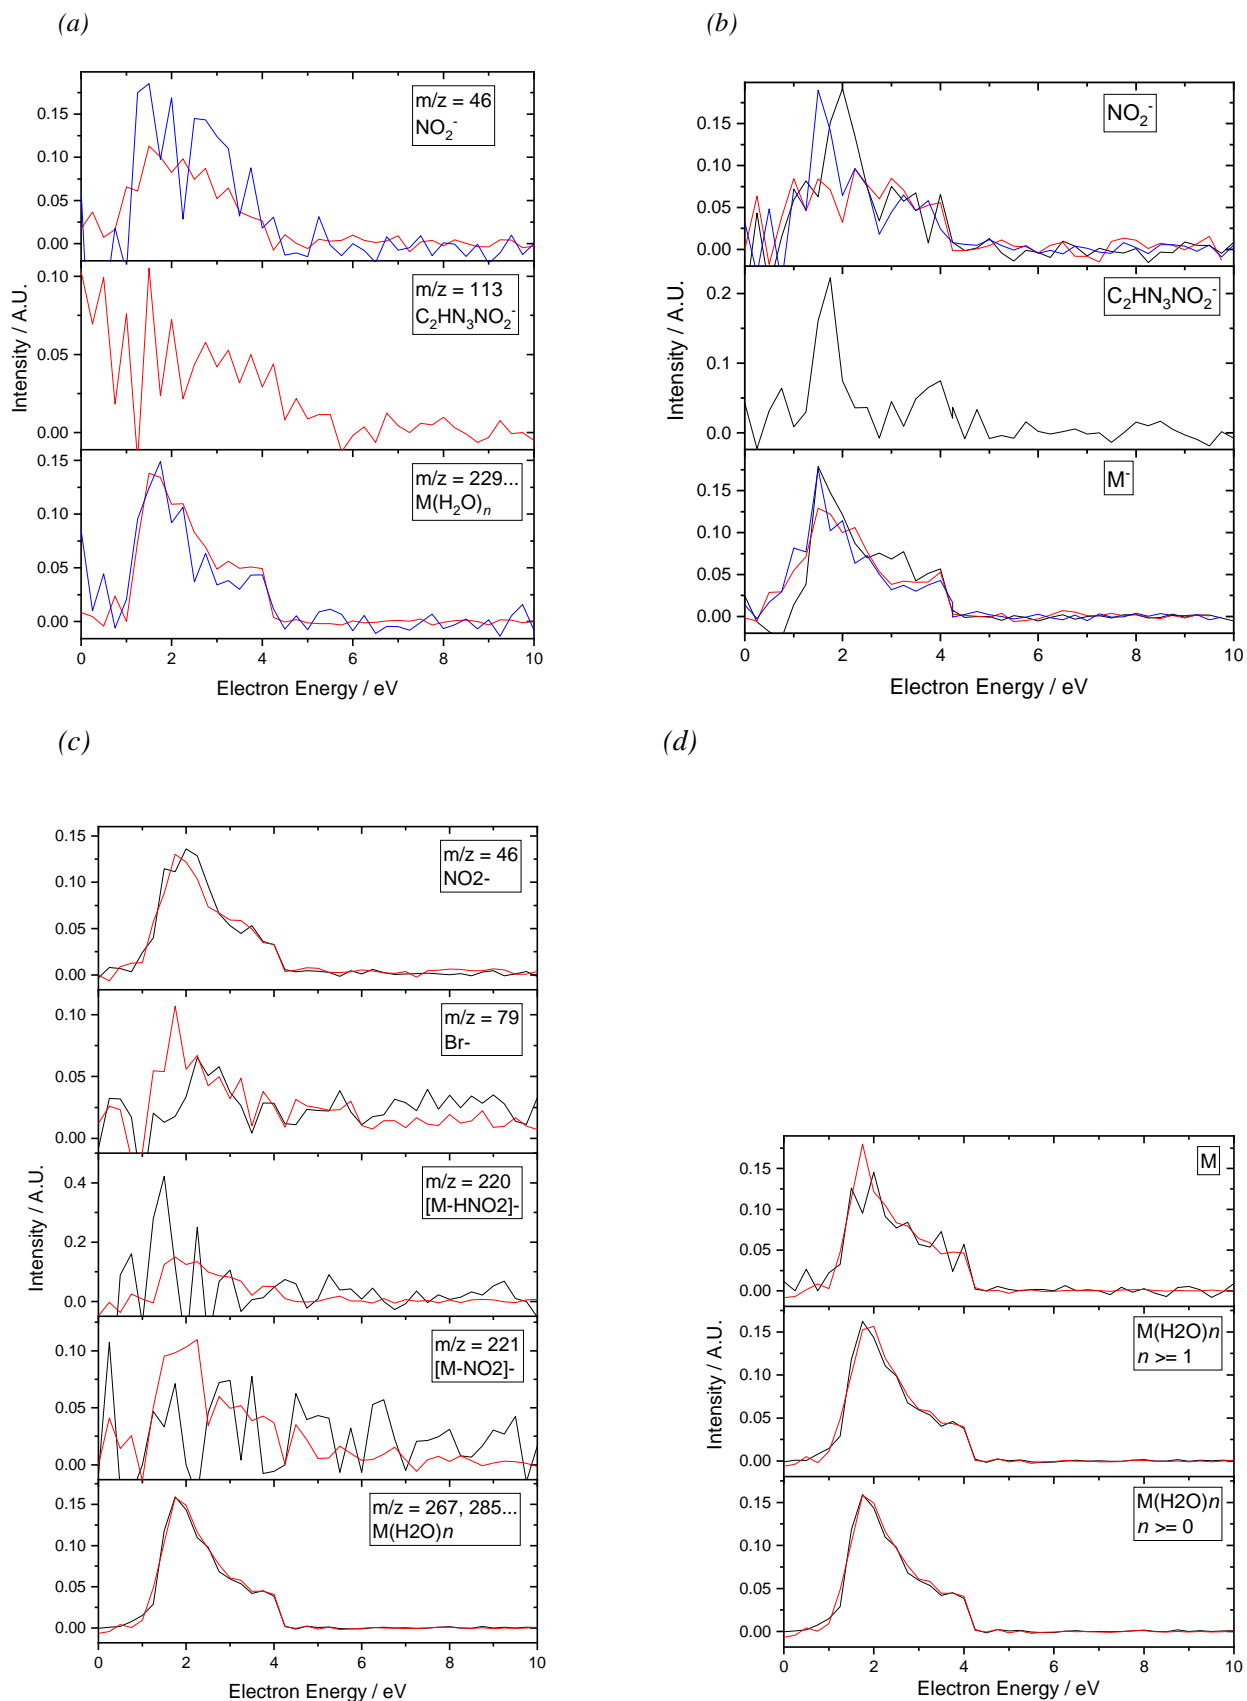 (a)
0.15
0.10
0.05
0.00
m/z = 46
NO₂⁻
0.10
0.05
0.00
m/z = 113
C₂HN₃NO₂⁻
0.15
0.10
0.05
0.00
m/z = 229...
M(H₂O)n
0 2 4 6 8 10
Electron Energy / eV
Intensity / A.U.
(b)
0.15
0.10
0.05
0.00
NO₂⁻
0.2
0.1
0.0
C₂HN₃NO₂⁻
0.15
0.10
0.05
0.00
M⁻
0 2 4 6 8 10
Electron Energy / eV
Intensity / A.U.
(c)
0.15
0.10
0.05
0.00
m/z = 46
NO2-
0.10
0.05
0.00
m/z = 79
Br-
0.4
0.2
0.0
m/z = 220
[M-HNO2]-
0.10
0.05
0.00
m/z = 221
[M-NO2]-
0.15
0.10
0.05
0.00
m/z = 267, 285...
M(H2O)n
0 2 4 6 8 10
Electron Energy / eV
Intensity / A.U.
(d)
0.15
0.10
0.05
0.00
M
0.15
0.10
0.05
0.00
M(H2O)n
n >= 1
0.15
0.10
0.05
0.00
M(H2O)n
n >= 0
0 2 4 6 8 10
Electron Energy / eV
Intensity / A.U.